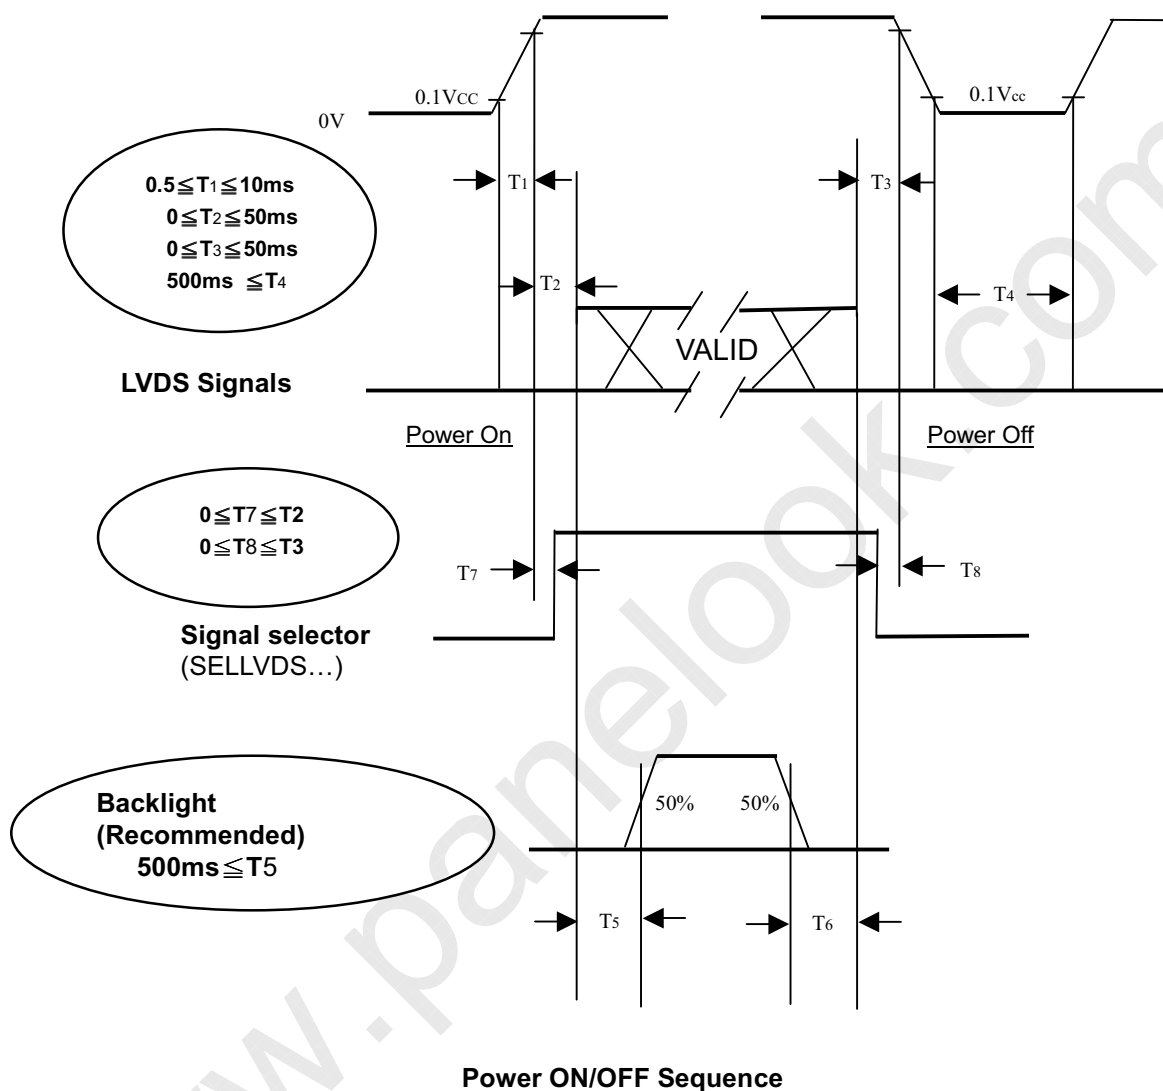 0.1VCC
0.1Vcc
0V
0.5≦T1≦10ms
0≦T2≦50ms
0≦T3≦50ms
500ms ≦T4
T1
T3
T2
T4
VALID
LVDS Signals
Power On
Power Off
0≦T7≦T2
0≦T8≦T3
T7
T8
Signal selector
(SELLVDS…)
Backlight
(Recommended)
500ms≦T5
50%
50%
T5
T6
Power ON/OFF Sequence
www.panelook.com